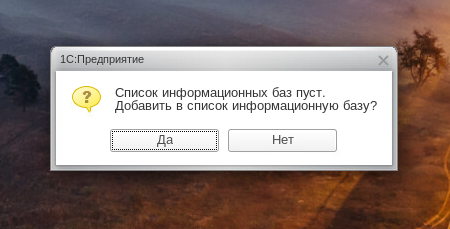 1С:Предприятие
Список информационных баз пуст.
Добавить в список информационную базу?
Да
Нет